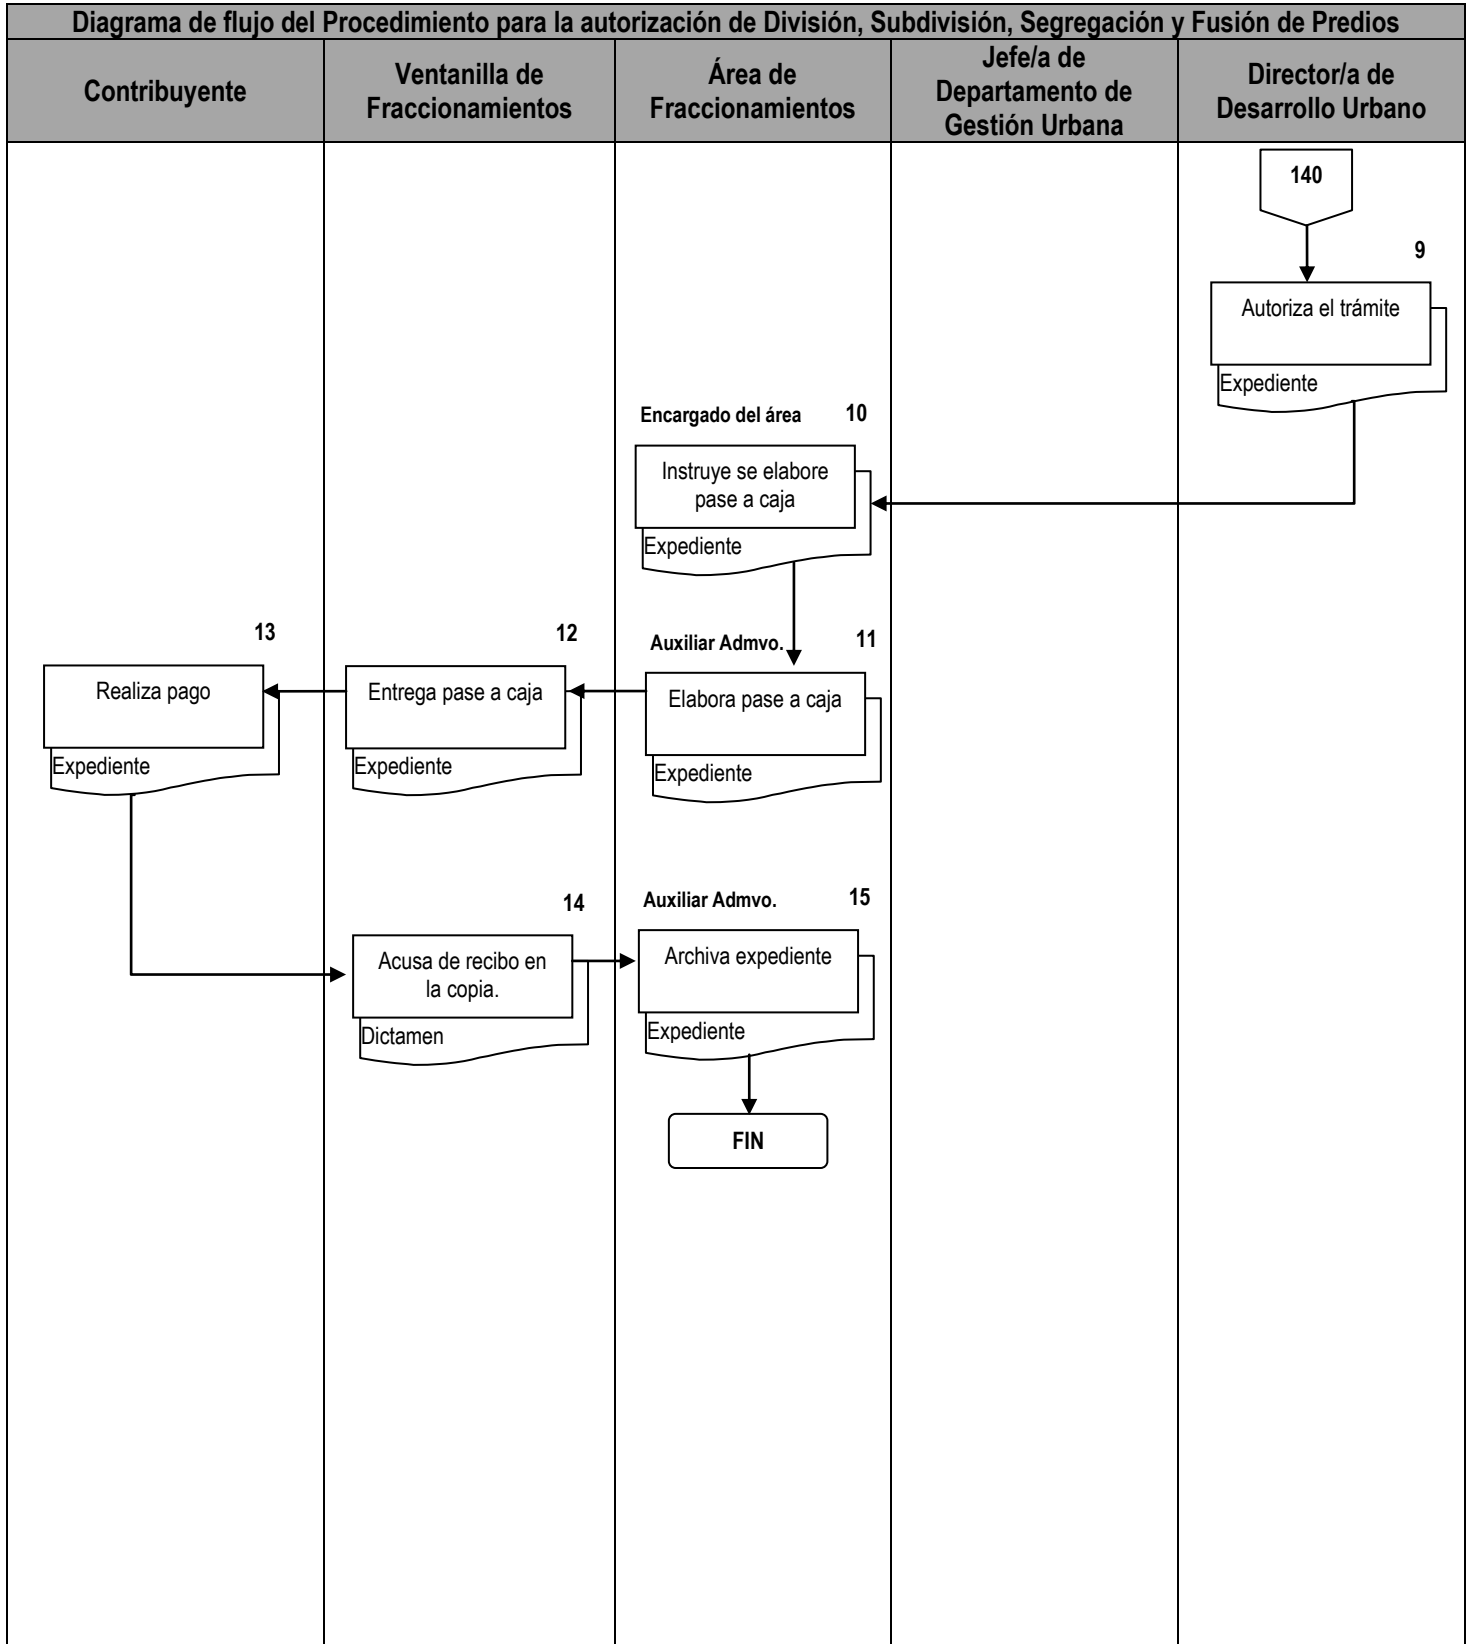 Diagrama de flujo del Procedimiento para la autorización de División, Subdivisión, Segregación y Fusión de Predios
Contribuyente
Ventanilla de
Fraccionamientos
Área de
Fraccionamientos
Jefe/a de
Departamento de
Gestión Urbana
Director/a de
Desarrollo Urbano
140
9
Autoriza el trámite
Expediente
Encargado del área 10
Instruye se elabore
pase a caja
Expediente
13
Realiza pago
Expediente
12
Entrega pase a caja
Expediente
Auxiliar Admvo. 11
Elabora pase a caja
Expediente
14
Acusa de recibo en
la copia.
Dictamen
Auxiliar Admvo. 15
Archiva expediente
Expediente
FIN